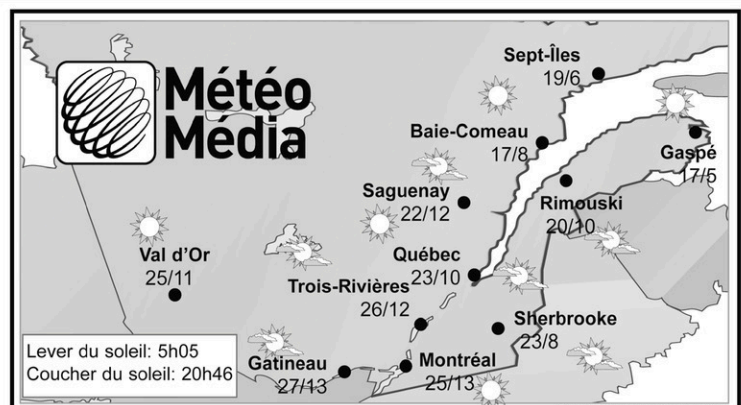 Météo
Média
Sept-Îles
19/6
Baie-Comeau
17/8
Gaspé
17/5
Saguenay
22/12
Rimouski
20/10
Val d'Or
25/11
Québec
23/10
Trois-Rivières
26/12
Sherbrooke
23/8
Lever du soleil: 5h05
Coucher du soleil: 20h46
Gatineau
27/13
Montréal
25/13